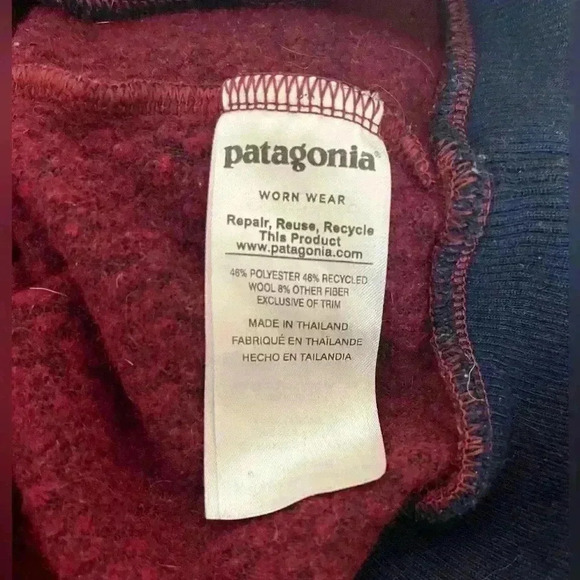 patagonia®
WORN WEAR
Repair, Reuse, Recycle
This Product
www.patagonia.com
46% POLYESTER 46% RECYCLED
WOOL 8% OTHER FIBER
EXCLUSIVE OF TRIM
MADE IN THAILAND
FABRIQUÉ EN THAÏLANDE
HECHO EN TAILANDIA